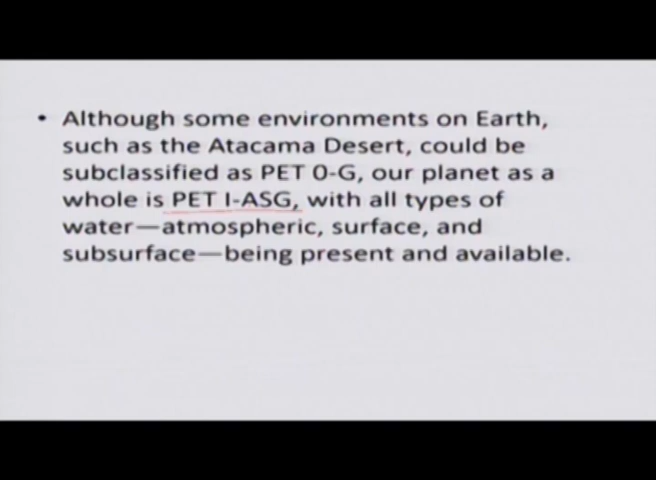 • Although some environments on Earth,
such as the Atacama Desert, could be
subclassified as PET 0-G, our planet as a
whole is PET I-ASG, with all types of
water—atmospheric, surface, and
subsurface—being present and available.